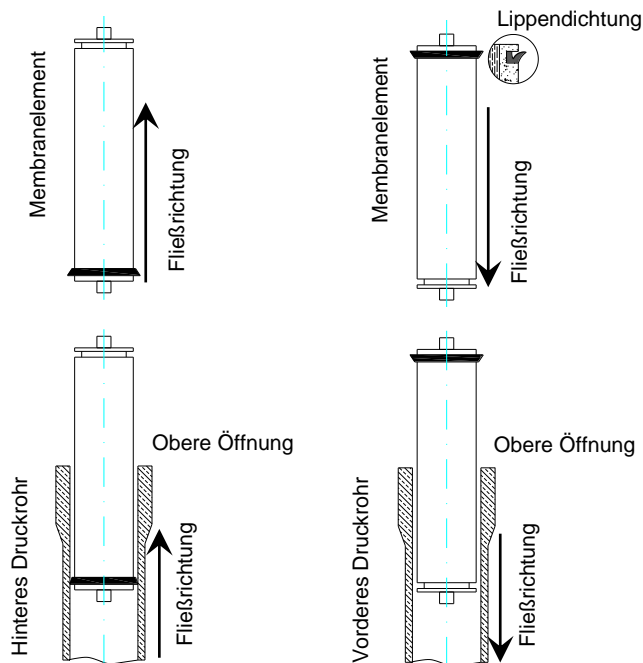 Lippendichtung
Membranelement
Fließrichtung
Membranelement
Fließrichtung
Obere Öffnung
Hinteres Druckrohr
Fließrichtung
Obere Öffnung
Vorderes Druckrohr
Fließrichtung